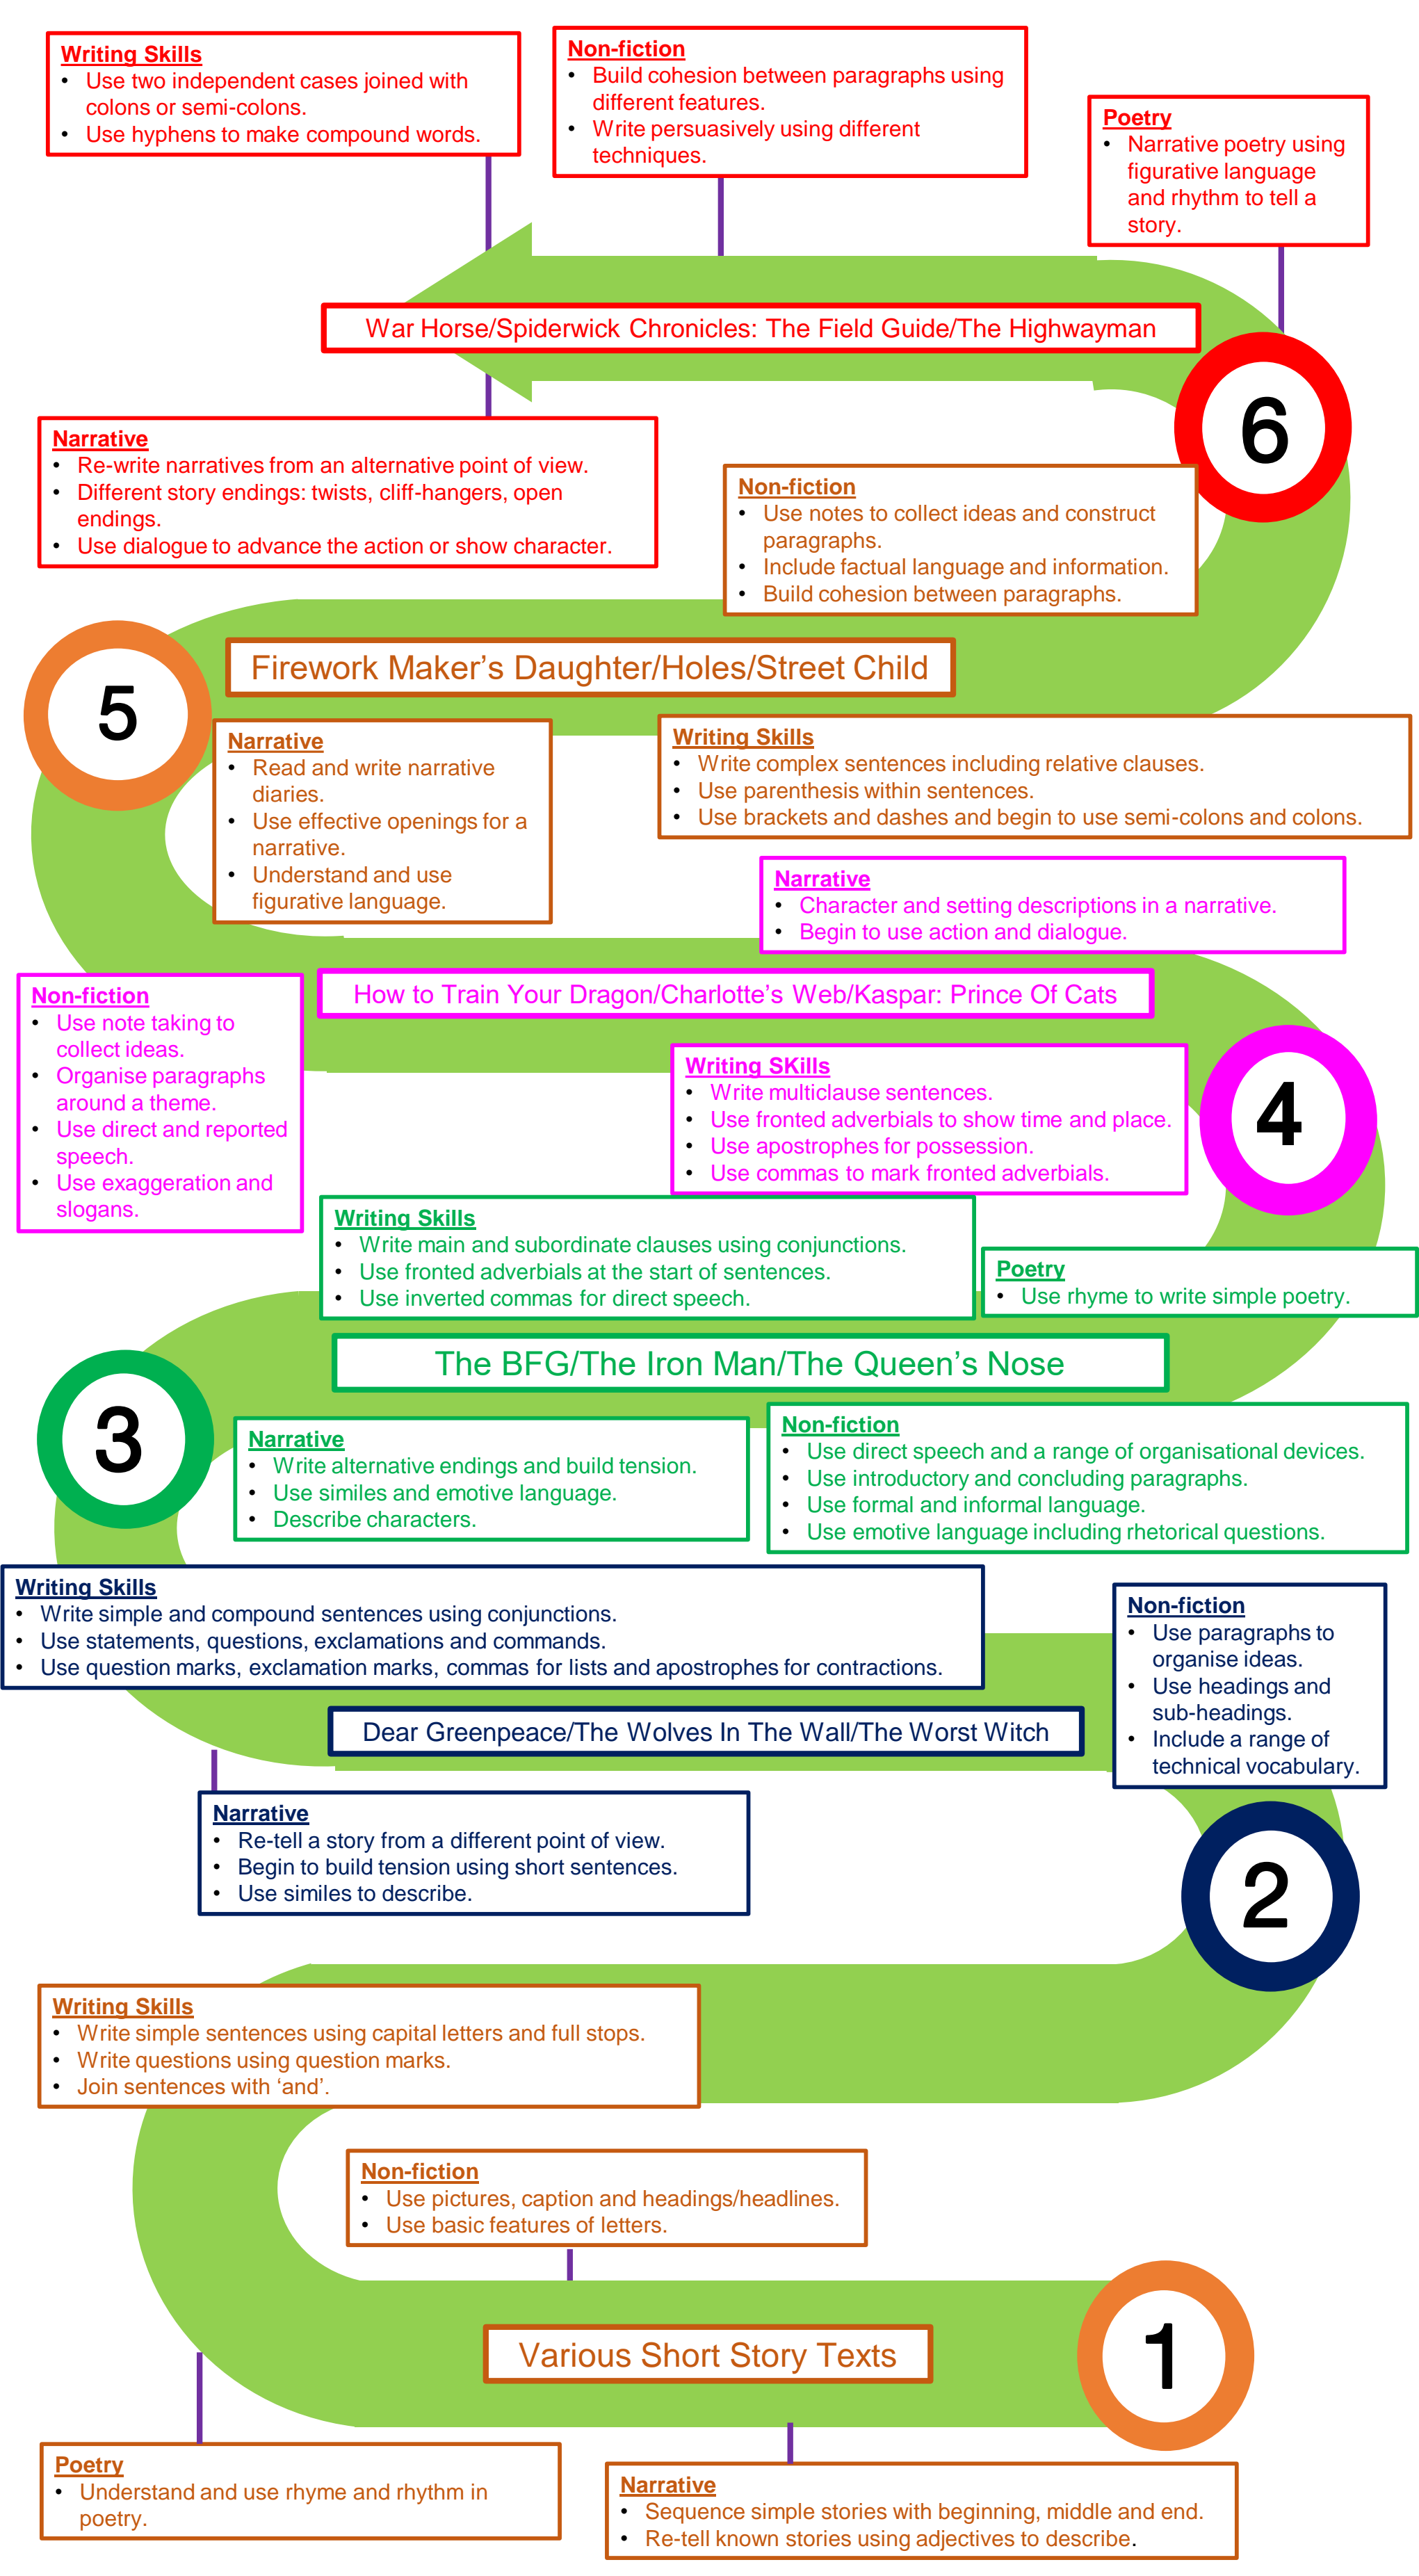 Writing Skills
• Use two independent cases joined with
colons or semi-colons.
• Use hyphens to make compound words.
Non-fiction
• Build cohesion between paragraphs using
different features.
• Write persuasively using different
techniques.
Poetry
• Narrative poetry using
figurative language
and rhythm to tell a
story.
War Horse/Spiderwick Chronicles: The Field Guide/The Highwayman
6
Narrative
• Re-write narratives from an alternative point of view.
• Different story endings: twists, cliff-hangers, open
endings.
• Use dialogue to advance the action or show character.
Non-fiction
• Use notes to collect ideas and construct
paragraphs.
• Include factual language and information.
• Build cohesion between paragraphs.
5
Firework Maker's Daughter/Holes/Street Child
Narrative
• Read and write narrative
diaries.
• Use effective openings for a
narrative.
• Understand and use
figurative language.
Writing Skills
• Write complex sentences including relative clauses.
• Use parenthesis within sentences.
• Use brackets and dashes and begin to use semi-colons and colons.
Narrative
• Character and setting descriptions in a narrative.
• Begin to use action and dialogue.
Non-fiction
• Use note taking to
collect ideas.
• Organise paragraphs
around a theme.
• Use direct and reported
speech.
• Use exaggeration and
slogans.
How to Train Your Dragon/Charlotte's Web/Kaspar: Prince Of Cats
4
Writing SKills
• Write multiclause sentences.
• Use fronted adverbials to show time and place.
• Use apostrophes for possession.
• Use commas to mark fronted adverbials.
Writing Skills
• Write main and subordinate clauses using conjunctions.
• Use fronted adverbials at the start of sentences.
• Use inverted commas for direct speech.
Poetry
• Use rhyme to write simple poetry.
The BFG/The Iron Man/The Queen's Nose
3
Narrative
• Write alternative endings and build tension.
• Use similes and emotive language.
• Describe characters.
Non-fiction
• Use direct speech and a range of organisational devices.
• Use introductory and concluding paragraphs.
• Use formal and informal language.
• Use emotive language including rhetorical questions.
Writing Skills
• Write simple and compound sentences using conjunctions.
• Use statements, questions, exclamations and commands.
• Use question marks, exclamation marks, commas for lists and apostrophes for contractions.
Non-fiction
• Use paragraphs to
organise ideas.
• Use headings and
sub-headings.
• Include a range of
technical vocabulary.
Dear Greenpeace/The Wolves In The Wall/The Worst Witch
Narrative
• Re-tell a story from a different point of view.
• Begin to build tension using short sentences.
• Use similes to describe.
2
Writing Skills
• Write simple sentences using capital letters and full stops.
• Write questions using question marks.
• Join sentences with 'and'.
Non-fiction
• Use pictures, caption and headings/headlines.
• Use basic features of letters.
Various Short Story Texts
1
Poetry
• Understand and use rhyme and rhythm in
poetry.
Narrative
• Sequence simple stories with beginning, middle and end.
• Re-tell known stories using adjectives to describe.